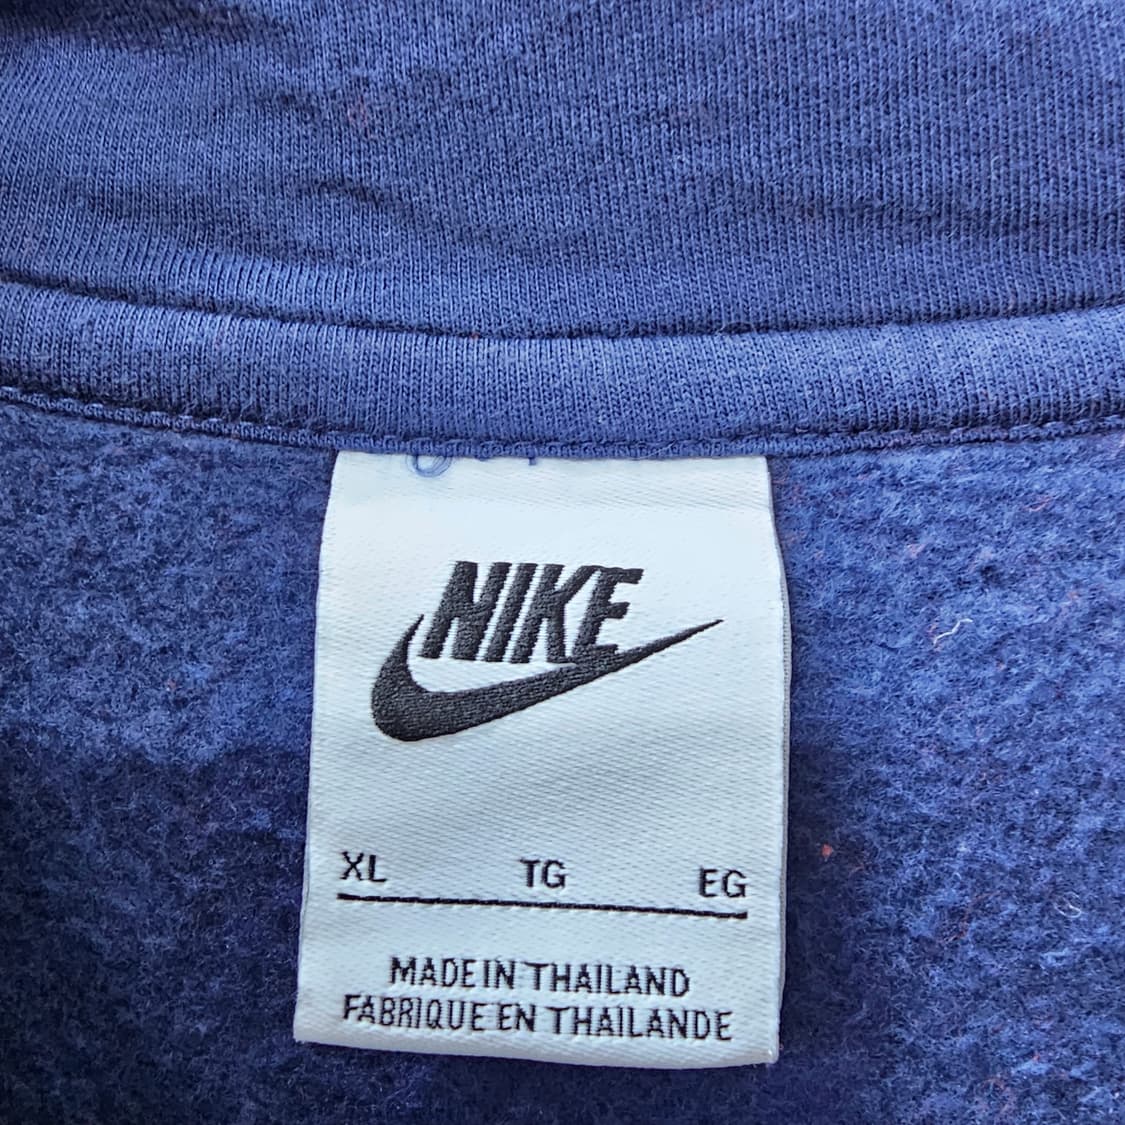 NIKE
XL TG EG
MADE IN THAILAND
FABRIQUE EN THAILANDE